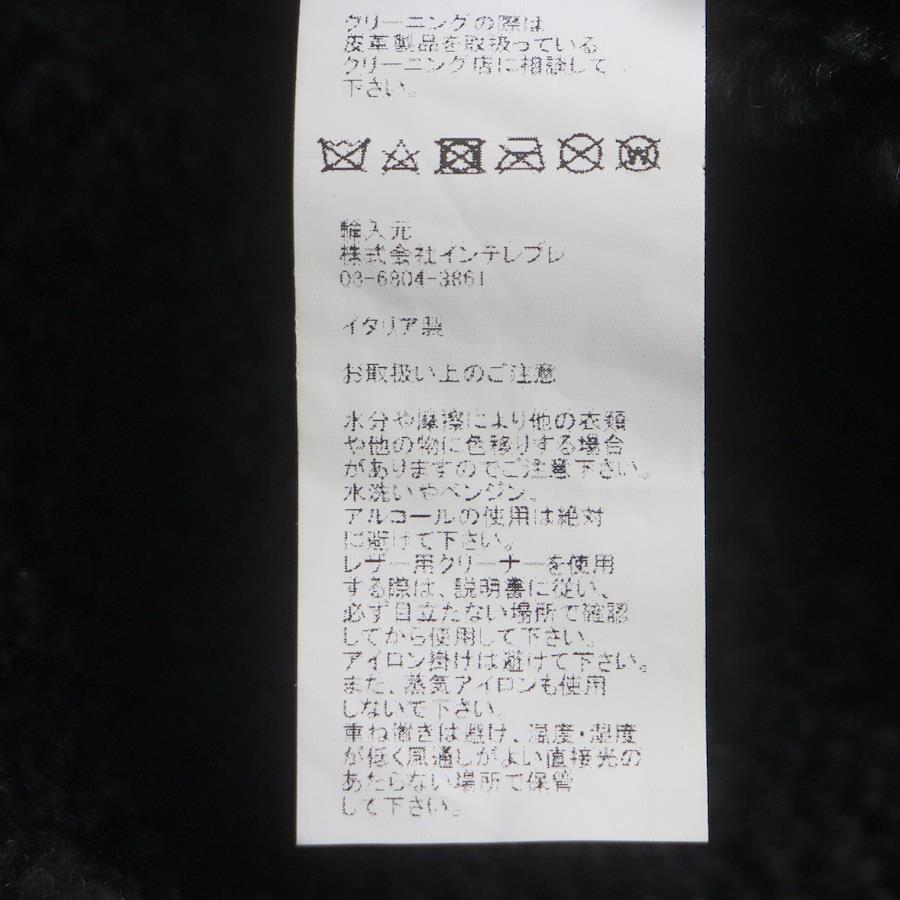 クリーニングの際は
皮革製品を取扱っている
クリーニング店に相談して
下さい。
W
輸入元
株式会社インテレプレ
03-6804-3861
イタリア製
お取扱い上のご注意
水分や摩擦により他の衣類
や他の物に色移りする場合
がありますのでご注意下さい。
水洗いやベンジン、
アルコールの使用は絶対
に避けて下さい。
レザー用クリーナーを使用
する際は、説明書に従い、
必ず目立たない場所で確認
してから使用して下さい。
アイロン掛けは避けて下さい。
また、蒸気アイロンも使用
しないで下さい。
重ね置きは避け、温度・湿度
が低く風通しがよい直接光の
あたらない場所で保管
して下さい。